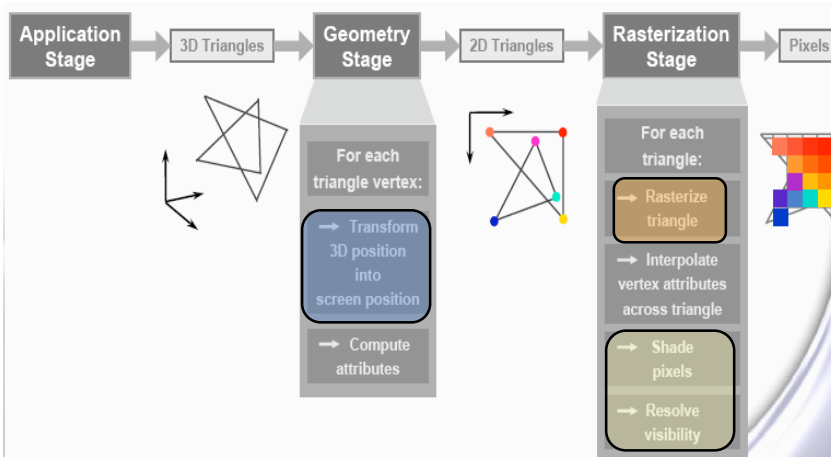 Application
Stage
3D Triangles
Geometry
Stage
2D Triangles
Rasterization
Stage
Pixels
For each
triangle vertex:
→ Transform
3D position
into
screen position
→ Compute
attributes
For each
triangle:
→ Rasterize
triangle
→ Interpolate
vertex attributes
across triangle
→ Shade
pixels
→ Resolve
visibility